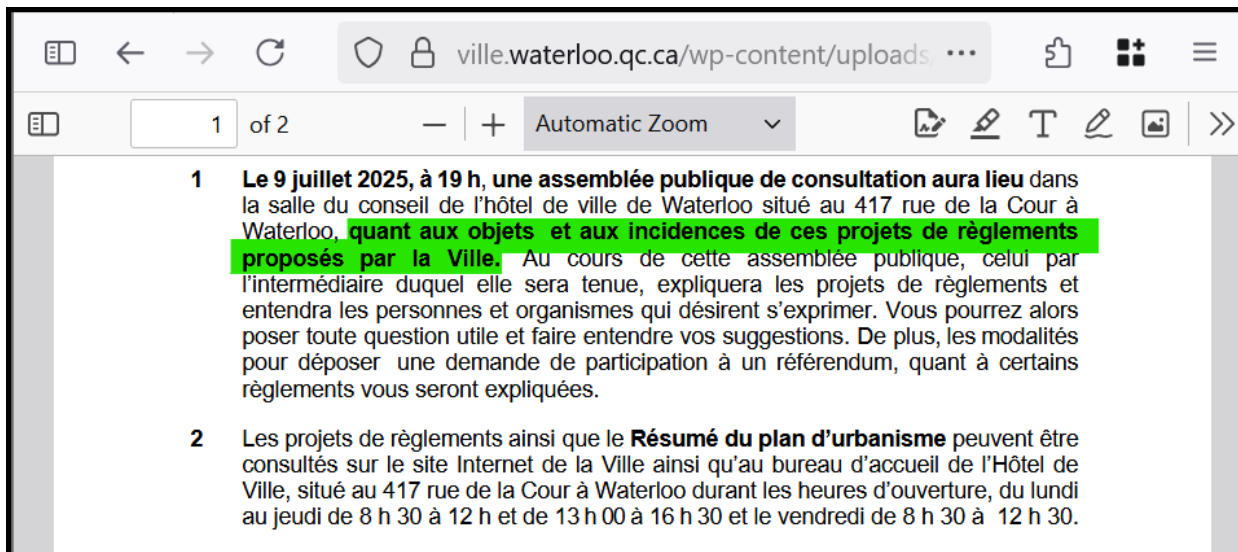 ville.waterloo.qc.ca/wp-content/uploads/
1 of 2 Automatic Zoom
1 Le 9 juillet 2025, à 19 h, une assemblée publique de consultation aura lieu dans
la salle du conseil de l’hôtel de ville de Waterloo situé au 417 rue de la Cour à
Waterloo, quant aux objets et aux incidences de ces projets de règlements
proposés par la Ville. Au cours de cette assemblée publique, celui par
l’intermédiaire duquel elle sera tenue, expliquera les projets de règlements et
entendra les personnes et organismes qui désirent s’exprimer. Vous pourrez alors
poser toute question utile et faire entendre vos suggestions. De plus, les modalités
pour déposer une demande de participation à un référendum, quant à certains
règlements vous seront expliquées.
2 Les projets de règlements ainsi que le Résumé du plan d’urbanisme peuvent être
consultés sur le site Internet de la Ville ainsi qu’au bureau d’accueil de l’Hôtel de
Ville, situé au 417 rue de la Cour à Waterloo durant les heures d’ouverture, du lundi
au jeudi de 8 h 30 à 12 h et de 13 h 00 à 16 h 30 et le vendredi de 8 h 30 à 12 h 30.